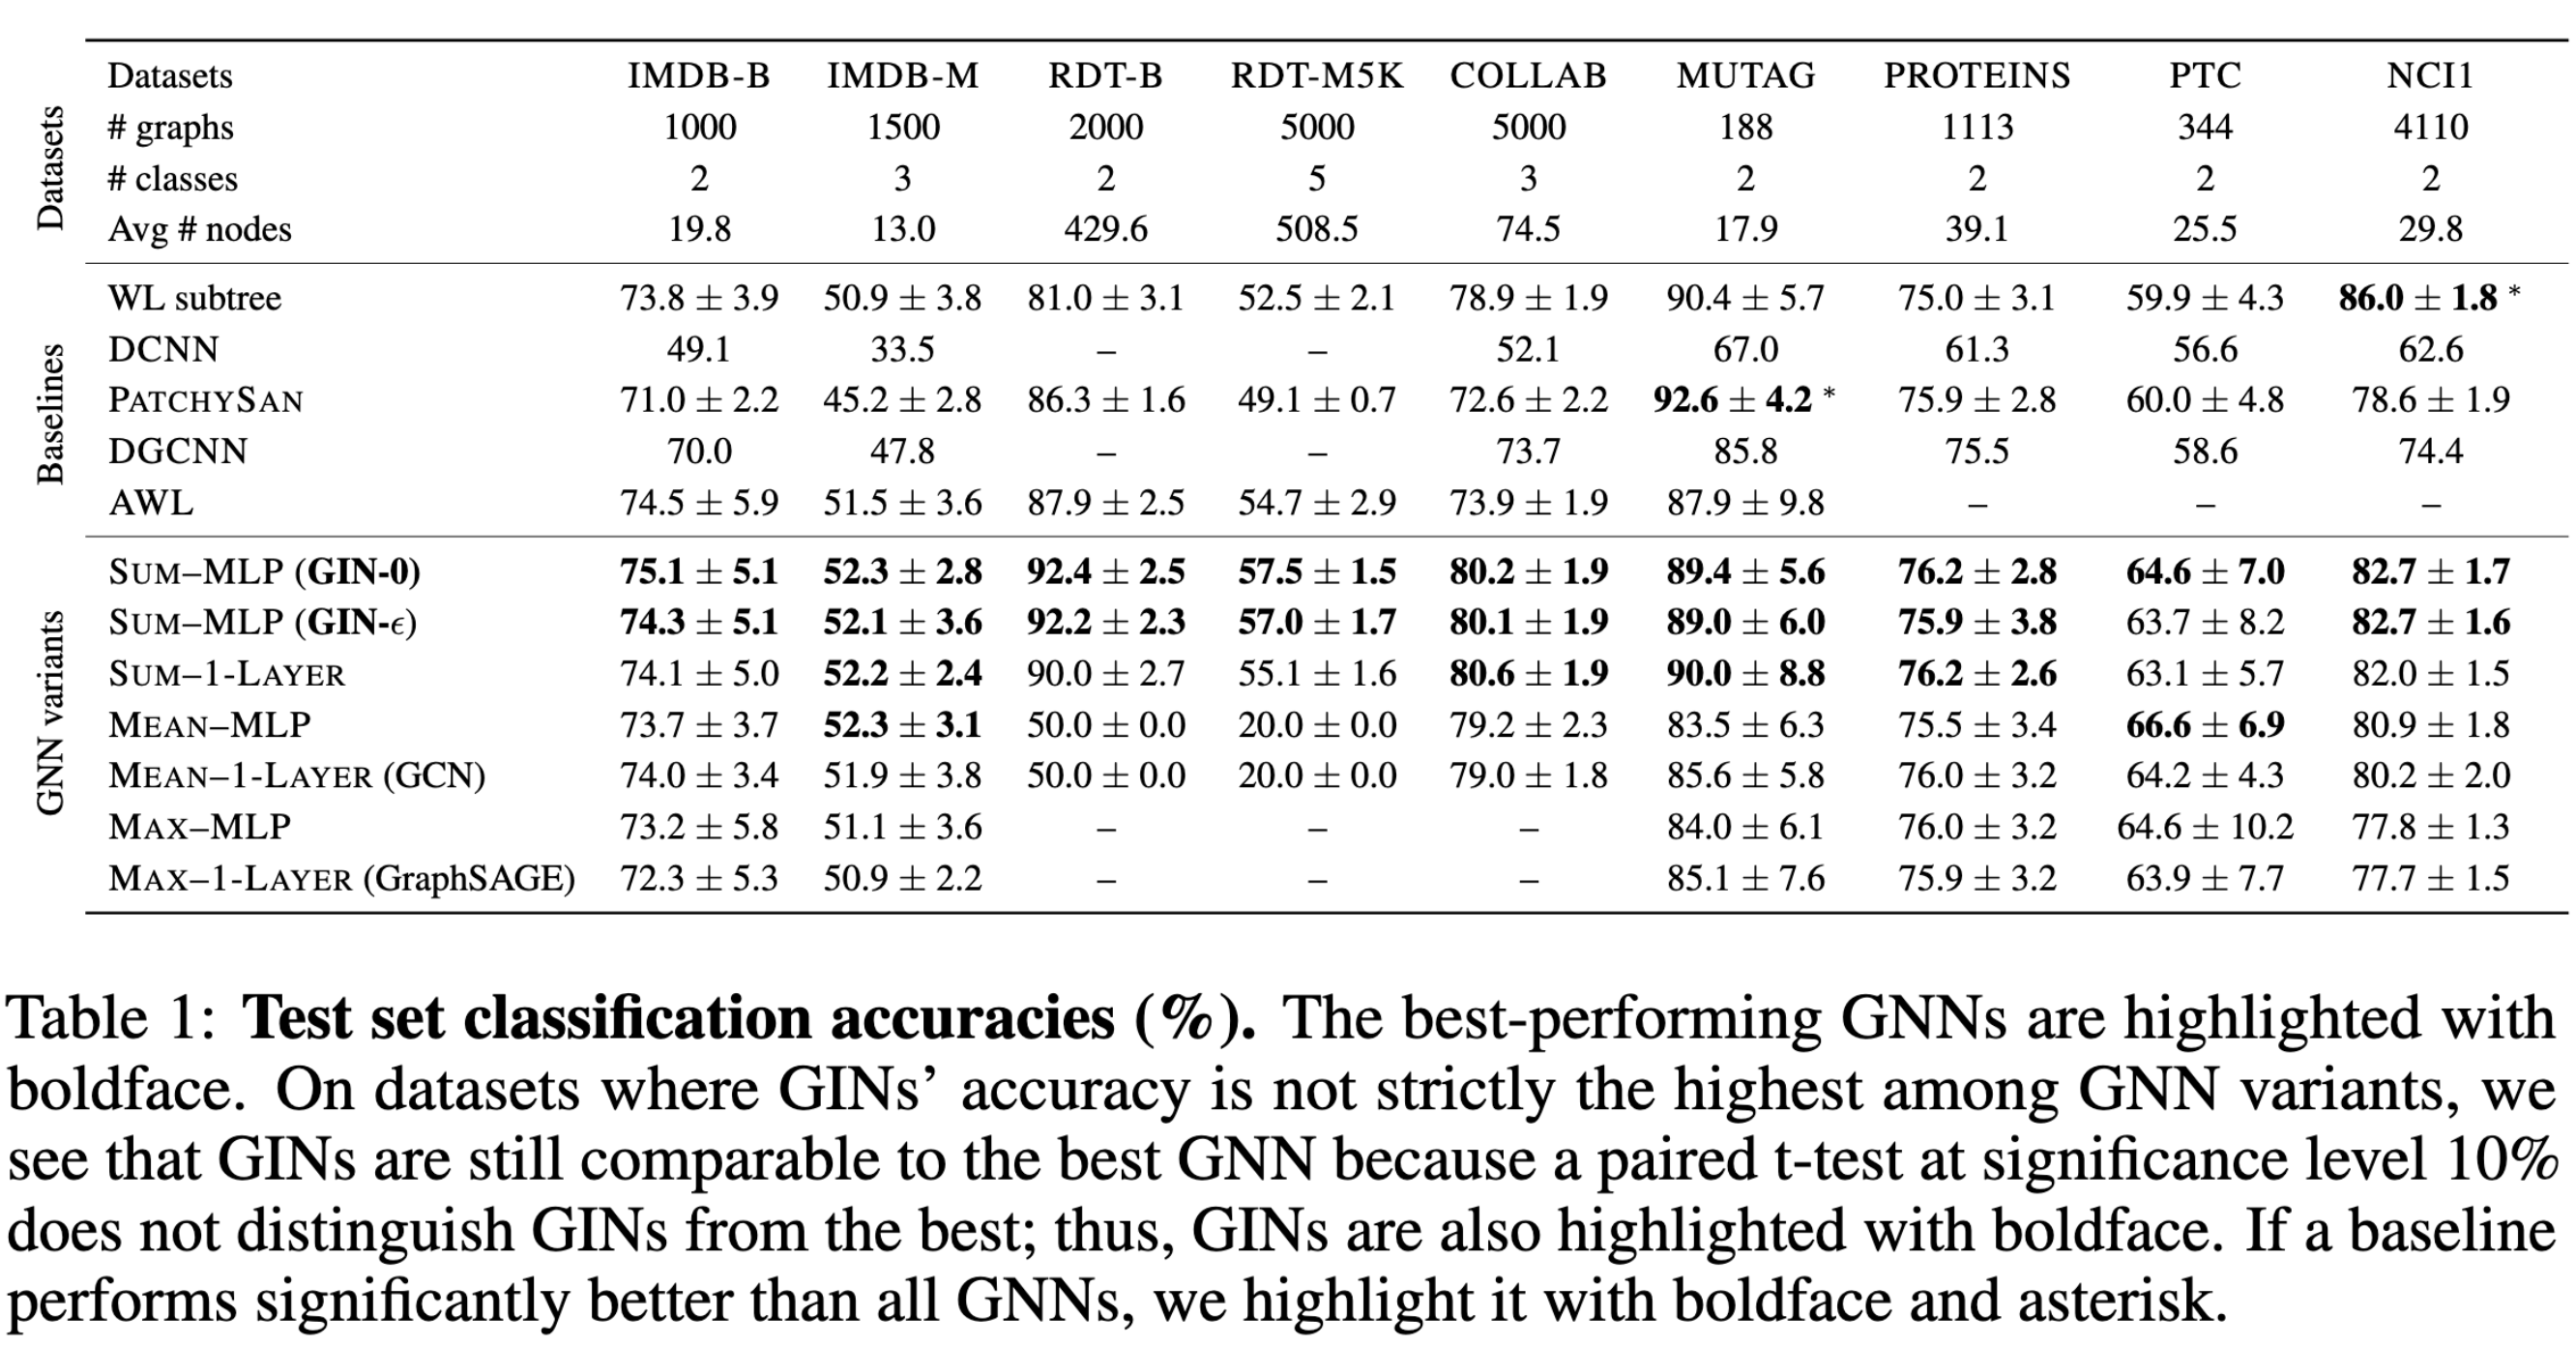 Datasets
Datasets IMDB-B IMDB-M RDT-B RDT-M5K COLLAB MUTAG PROTEINS PTC NCI1
# graphs 1000 1500 2000 5000 5000 188 1113 344 4110
# classes 2 3 2 5 3 2 2 2 2
Avg # nodes 19.8 13.0 429.6 508.5 74.5 17.9 39.1 25.5 29.8
Baselines
WL subtree 73.8 ± 3.9 50.9 ± 3.8 81.0 ± 3.1 52.5 ± 2.1 78.9 ± 1.9 90.4 ± 5.7 75.0 ± 3.1 59.9 ± 4.3 86.0 ± 1.8 *
DCNN 49.1 33.5 – – 52.1 67.0 61.3 56.6 62.6
PATCHYSAN 71.0 ± 2.2 45.2 ± 2.8 86.3 ± 1.6 49.1 ± 0.7 72.6 ± 2.2 92.6 ± 4.2 * 75.9 ± 2.8 60.0 ± 4.8 78.6 ± 1.9
DGCNN 70.0 47.8 – – 73.7 85.8 75.5 58.6 74.4
AWL 74.5 ± 5.9 51.5 ± 3.6 87.9 ± 2.5 54.7 ± 2.9 73.9 ± 1.9 87.9 ± 9.8 – – –
GNN variants
SUM–MLP (GIN-0) 75.1 ± 5.1 52.3 ± 2.8 92.4 ± 2.5 57.5 ± 1.5 80.2 ± 1.9 89.4 ± 5.6 76.2 ± 2.8 64.6 ± 7.0 82.7 ± 1.7
SUM–MLP (GIN-ϵ) 74.3 ± 5.1 52.1 ± 3.6 92.2 ± 2.3 57.0 ± 1.7 80.1 ± 1.9 89.0 ± 6.0 75.9 ± 3.8 63.7 ± 8.2 82.7 ± 1.6
SUM–1-LAYER 74.1 ± 5.0 52.2 ± 2.4 90.0 ± 2.7 55.1 ± 1.6 80.6 ± 1.9 90.0 ± 8.8 76.2 ± 2.6 63.1 ± 5.7 82.0 ± 1.5
MEAN–MLP 73.7 ± 3.7 52.3 ± 3.1 50.0 ± 0.0 20.0 ± 0.0 79.2 ± 2.3 83.5 ± 6.3 75.5 ± 3.4 66.6 ± 6.9 80.9 ± 1.8
MEAN–1-LAYER (GCN) 74.0 ± 3.4 51.9 ± 3.8 50.0 ± 0.0 20.0 ± 0.0 79.0 ± 1.8 85.6 ± 5.8 76.0 ± 3.2 64.2 ± 4.3 80.2 ± 2.0
MAX–MLP 73.2 ± 5.8 51.1 ± 3.6 – – – 84.0 ± 6.1 76.0 ± 3.2 64.6 ± 10.2 77.8 ± 1.3
MAX–1-LAYER (GraphSAGE) 72.3 ± 5.3 50.9 ± 2.2 – – – 85.1 ± 7.6 75.9 ± 3.2 63.9 ± 7.7 77.7 ± 1.5
Table 1: Test set classification accuracies (%). The best-performing GNNs are highlighted with
boldface. On datasets where GINs’ accuracy is not strictly the highest among GNN variants, we
see that GINs are still comparable to the best GNN because a paired t-test at significance level 10%
does not distinguish GINs from the best; thus, GINs are also highlighted with boldface. If a baseline
performs significantly better than all GNNs, we highlight it with boldface and asterisk.